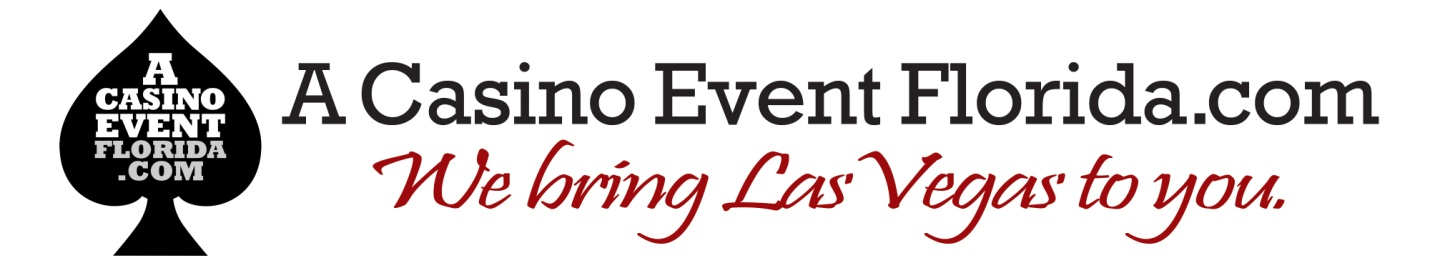 A
CASINO
EVENT
FLORIDA
.COM
A Casino Event Florida.com
We bring Las Vegas to you.